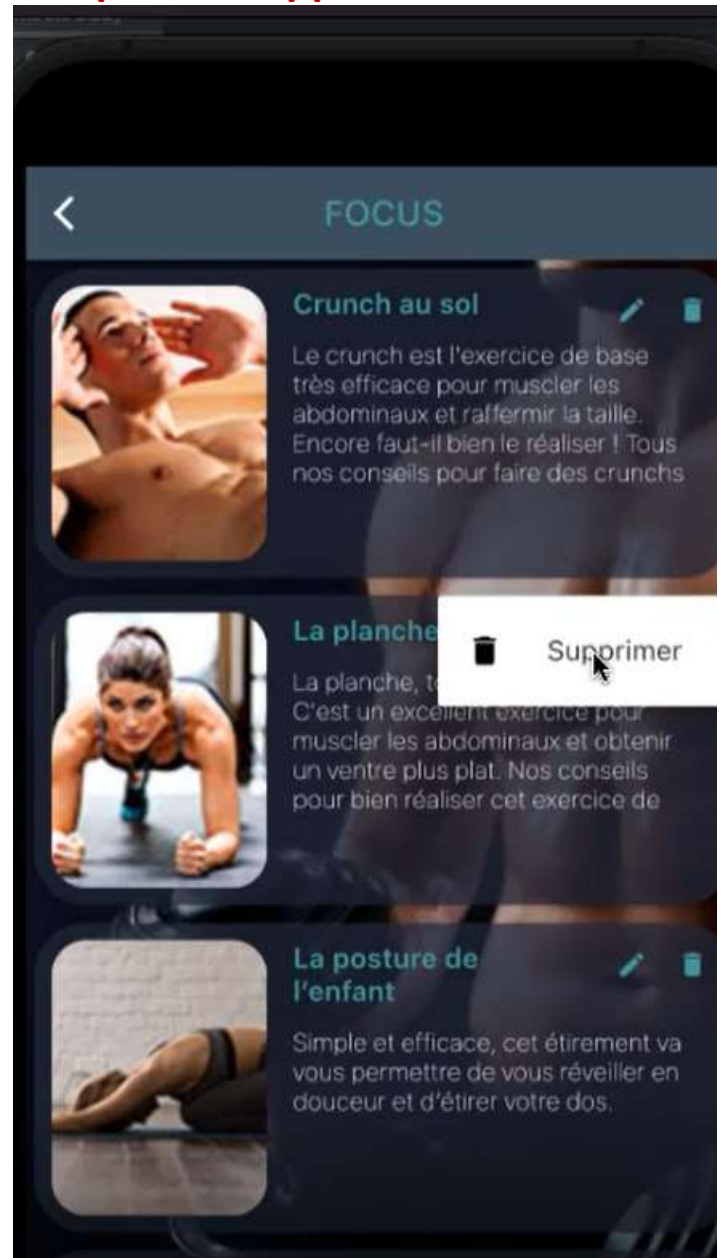 FOCUS
Crunch au sol
Le crunch est l'exercice de base
très efficace pour muscler les
abdominaux et raffermir la taille.
Encore faut-il bien le réaliser ! Tous
nos conseils pour faire des crunchs
La planche
Supprimer
La planche,
C'est un excellent exercice pour
muscler les abdominaux et obtenir
un ventre plus plat. Nos conseils
pour bien réaliser cet exercice de
La posture de
l'enfant
Simple et efficace, cet étirement va
vous permettre de vous réveiller en
douceur et d'étirer votre dos.